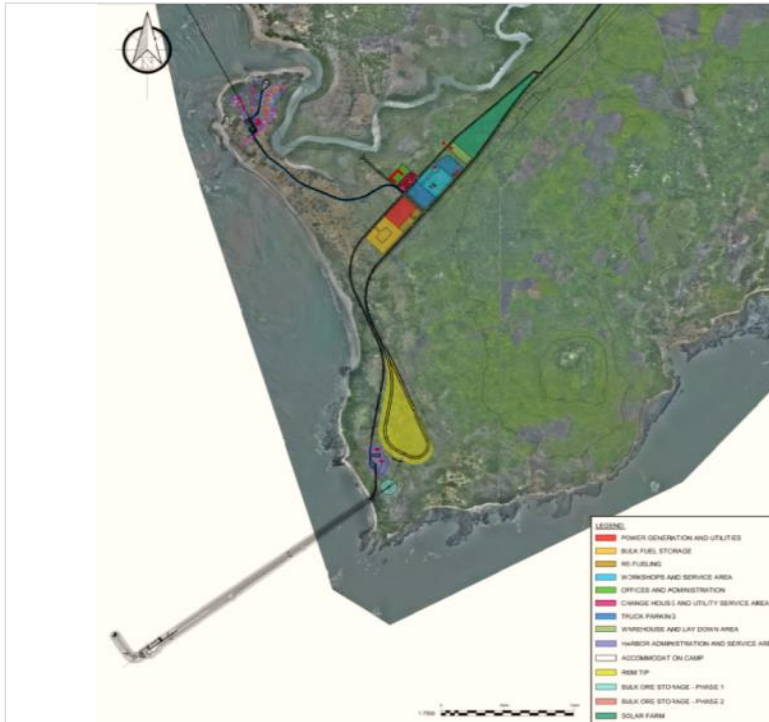 LEGEND:
POWER GENERATION AND UTILITIES
BULK FUEL STORAGE
RE-FUELING
WORKSHOPS AND SERVICE AREA
OFFICES AND ADMINISTRATION
CHANGE HOUSE AND UTILITY SERVICE AREA
TRUCK PARKING
WAREHOUSE AND LAY DOWN AREA
HARBOR ADMINISTRATION AND SERVICE ARE
ACCOMMODATION CAMP
TIP
BULK ORE STORAGE - PHASE 1
BULK ORE STORAGE - PHASE 2
SOLAR FARM